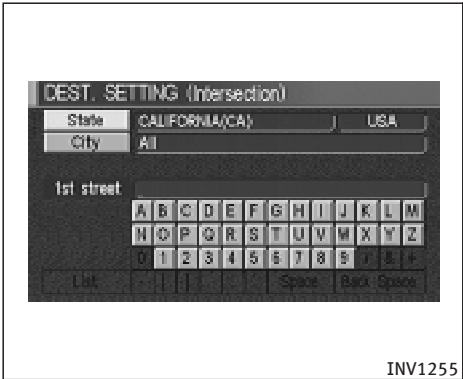 DEST. SETTING (Intersection)
State CALIFORNIA(CA) USA
City All
1st street
A B C D E F G H I J K L M
N O P Q R S T U V W X Y Z
0 1 2 3 4 5 6 7 8 9 / & +
List Space Back Space
INV1255